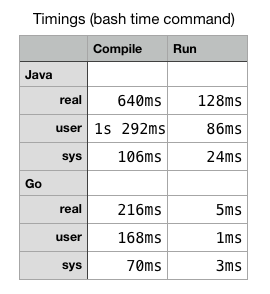 Timings (bash time command)
Compile Run
Java
real 640ms 128ms
user 1s 292ms 86ms
sys 106ms 24ms
Go
real 216ms 5ms
user 168ms 1ms
sys 70ms 3ms